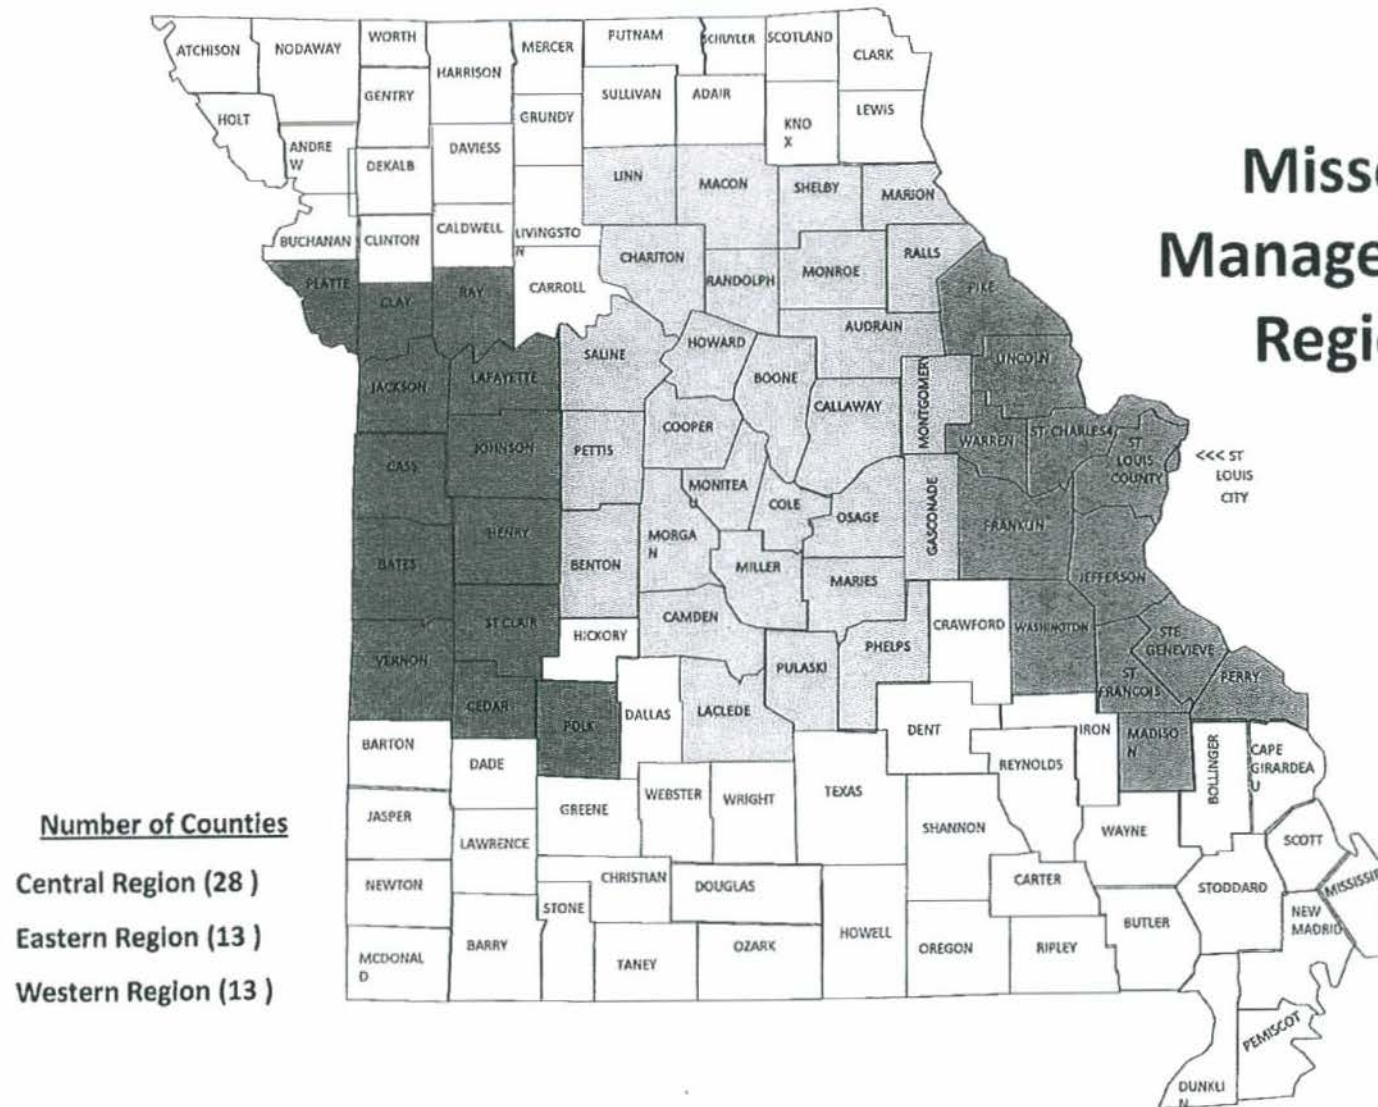 Misso
Manage
Regi
ATCHISON
NODAWAY
WORTH
HARRISON
MERCER
PUTNAM
SCHUYLER
SCOTLAND
CLARK
GENTRY
SULLIVAN
ADAIR
HOLT
GRUNDY
KNO
X
LEWIS
ANDRE
W
DEKALB
DAVIESS
LINN
MACON
SHELBY
MARION
BUCHANAN
CLINTON
CALDWELL
LIVINGSTO
N
CHARITON
RANDOLPH
MONROE
RALLS
PLATTE
CLAY
RAY
CARROLL
PIKE
AUDRAIN
SALINE
HOWARD
BOONE
LINCOLN
JACKSON
LAFAYETTE
CALLAWAY
MONTGOMERY
COOPER
WARREN
ST. CHARLES
ST
LOUIS
COUNTY
<<< ST
LOUIS
CITY
CASS
JOHNSON
PETTIS
MONITEA
U
COLE
OSAGE
GASCONADE
FRANKLIN
HENRY
MORGA
N
BATES
BENTON
MILLER
MARIES
JEFFERSON
ST CLAIR
HICKORY
CAMDEN
CRAWFORD
WASHINGTON
STE.
GENEVIEVE
VERNON
PULASKI
PHELPS
ST.
FRANCOIS
PERRY
CEDAR
POLK
DALLAS
LACLEDE
DENT
IRON
MADISO
N
BARTON
DADE
REYNOLDS
BOLLINGER
CAPE
GIRARDEA
U
WEBSTER
WRIGHT
TEXAS
JASPER
GREENE
SHANNON
WAYNE
LAWRENCE
SCOTT
Number of Counties
Central Region (28 )
Eastern Region (13 )
Western Region (13 )
NEWTON
CHRISTIAN
DOUGLAS
CARTER
STODDARD
MISSISSIP
STONE
NEW
MADRID
MCDONAL
D
BARRY
TANEY
OZARK
HOWELL
OREGON
RIPLEY
BUTLER
PEMISCOT
DUNKLI
N